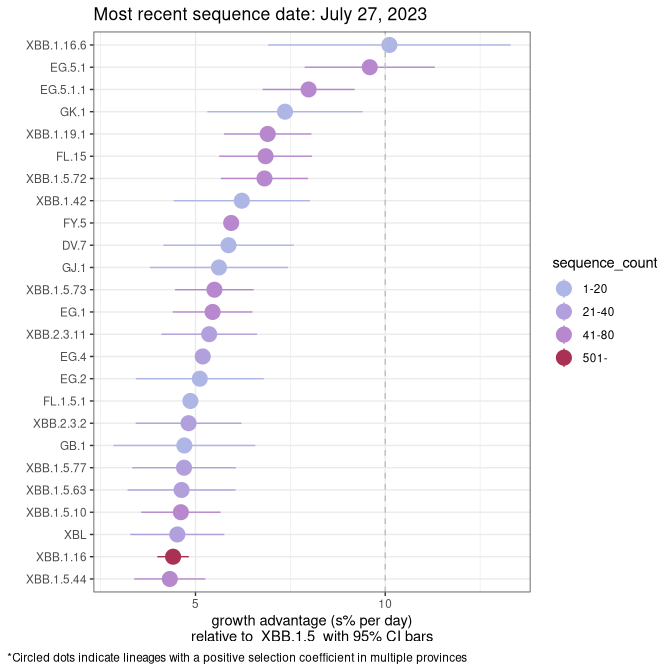 Most recent sequence date: July 27, 2023
XBB.1.16.6
EG.5.1
EG.5.1.1
GK.1
XBB.1.19.1
FL.15
XBB.1.5.72
XBB.1.42
FY.5
DV.7
GJ.1
XBB.1.5.73
EG.1
XBB.2.3.11
EG.4
EG.2
FL.1.5.1
XBB.2.3.2
GB.1
XBB.1.5.77
XBB.1.5.63
XBB.1.5.10
XBL
XBB.1.16
XBB.1.5.44
5
10
growth advantage (s% per day)
relative to XBB.1.5 with 95% CI bars
sequence_count
1-20
21-40
41-80
501-
*Circled dots indicate lineages with a positive selection coefficient in multiple provinces